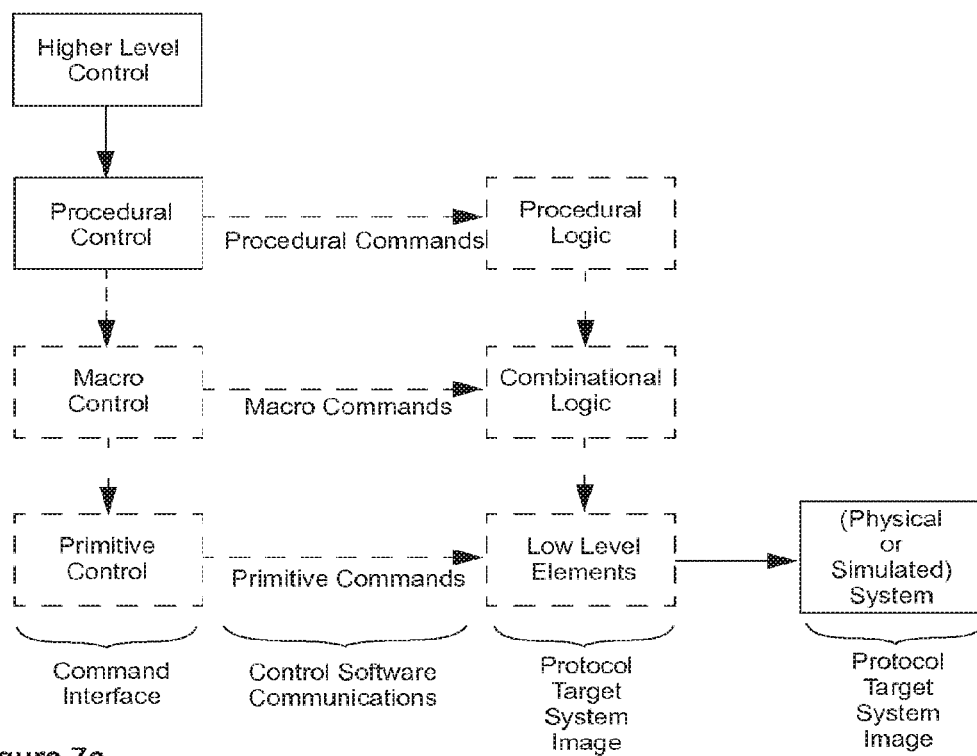 Higher Level
Control
Procedural
Control
Procedural Commands
Procedural
Logic
Macro
Control
Macro Commands
Combinational
Logic
Primitive
Control
Primitive Commands
Low Level
Elements
(Physical
or
Simulated)
System
Command
Interface
Control Software
Communications
Protocol
Target
System
Image
Protocol
Target
System
Image